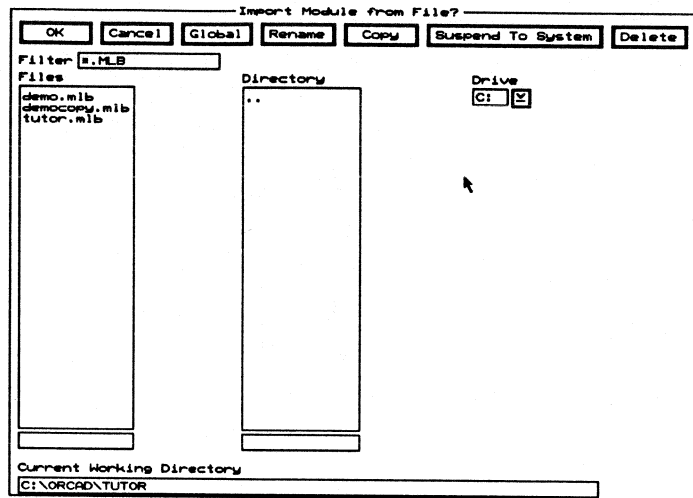 Import Module from File?
OK Cancel Global Rename Copy Suspend To System Delete
Filter *.MLB
Files Directory Drive
demo.mlb .. C:
democopy.mlb
tutor.mlb
Current Working Directory
C:\ORCAD\TUTOR